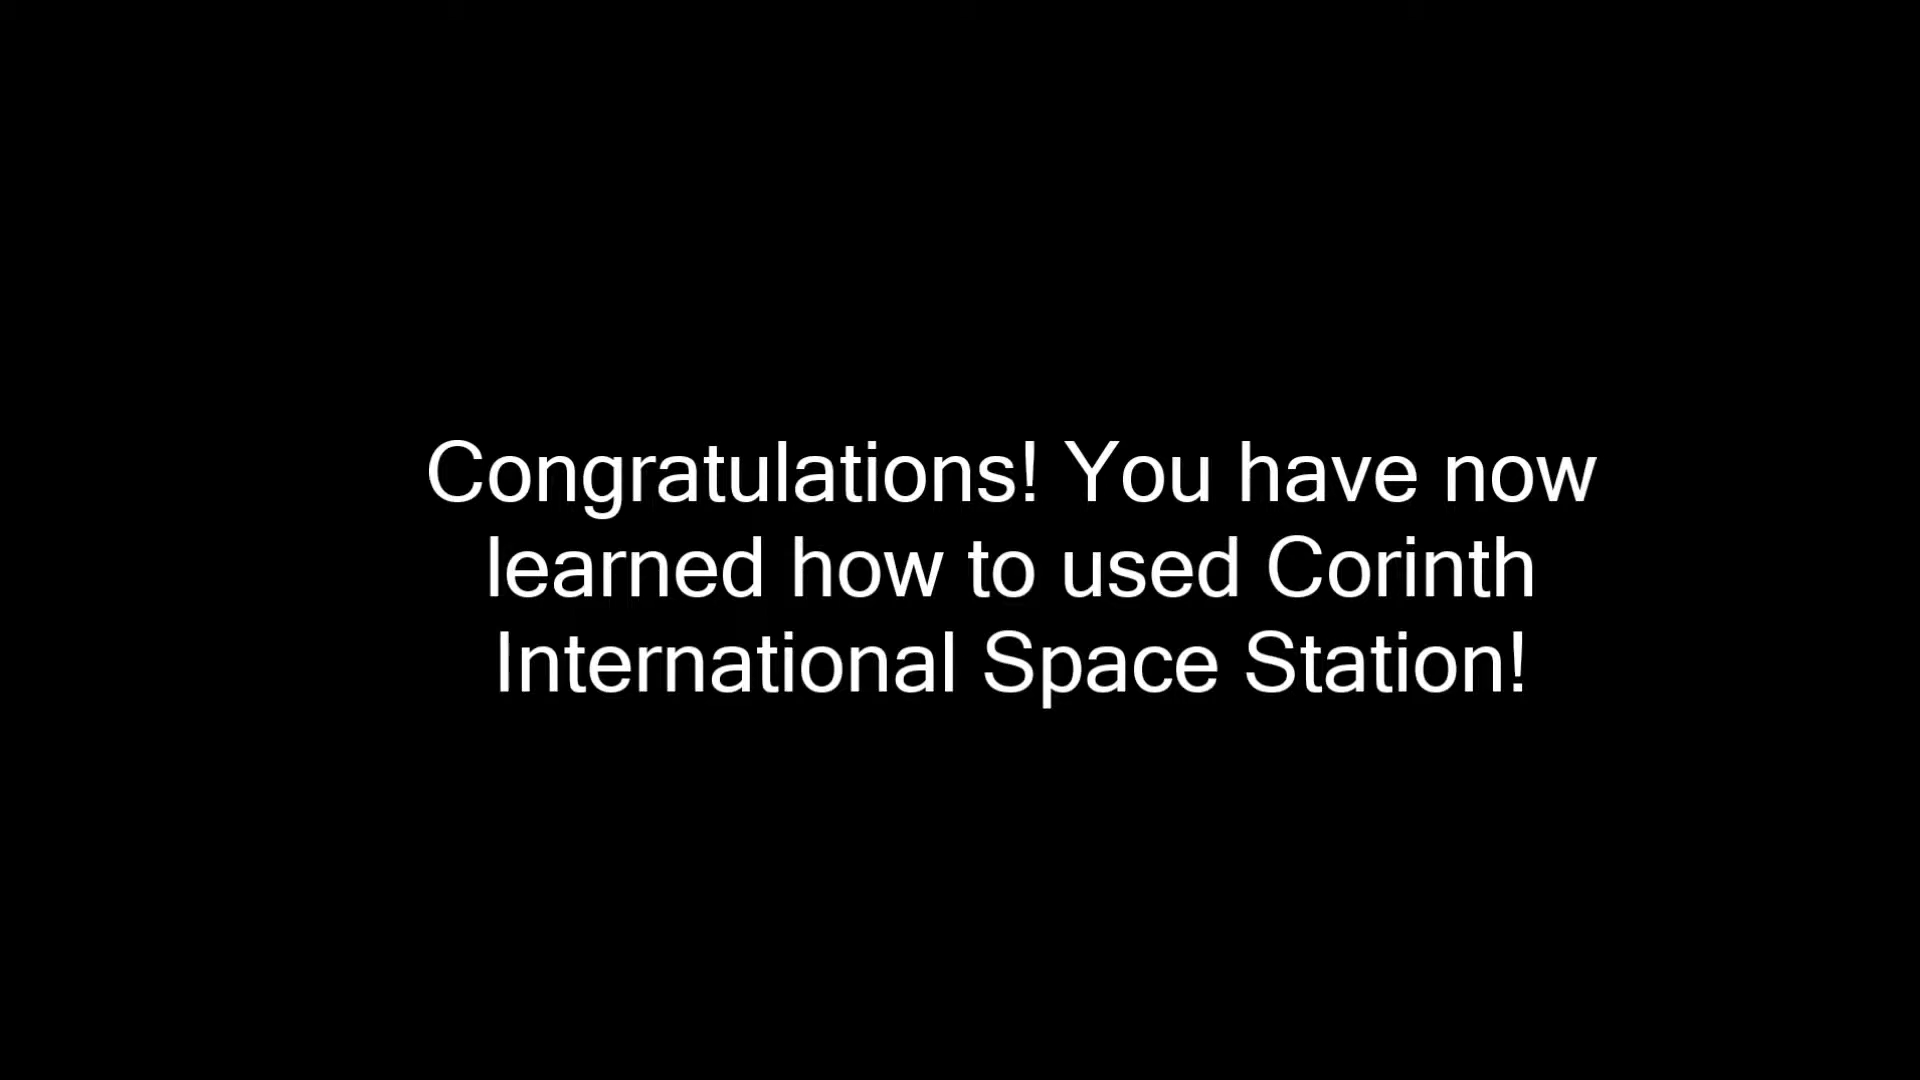 Congratulations! You have now
learned how to used Corinth
International Space Station!